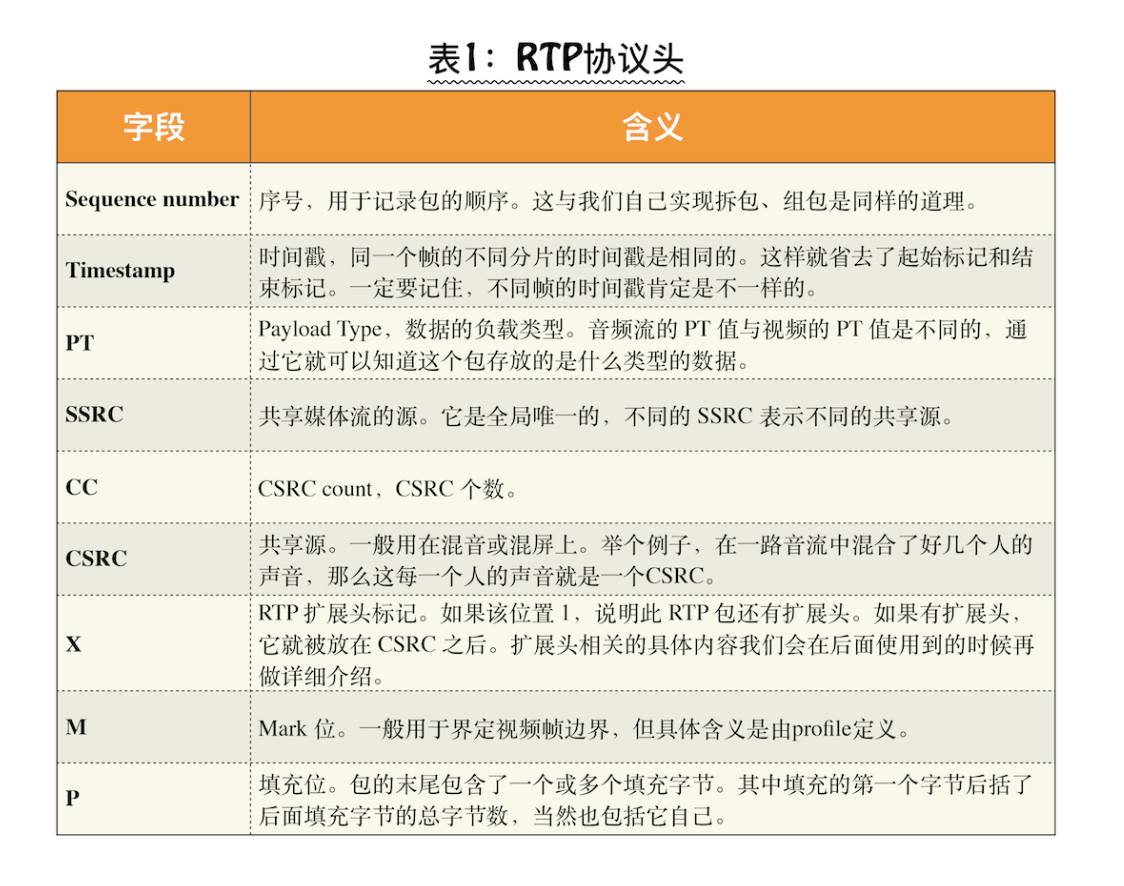 表1：RTP协议头
字段 含义
Sequence number 序号，用于记录包的顺序。这与我们自己实现拆包、组包是同样的道理。
Timestamp 时间戳，同一个帧的不同分片的时间戳是相同的。这样就省去了起始标记和结
束标记。一定要记住，不同帧的时间戳肯定是不一样的。
PT Payload Type，数据的负载类型。音频流的 PT 值与视频的 PT 值是不同的，通
过它就可以知道这个包存放的是什么类型的数据。
SSRC 共享媒体流的源。它是全局唯一的，不同的 SSRC 表示不同的共享源。
CC CSRC count，CSRC 个数。
CSRC 共享源。一般用在混音或混屏上。举个例子，在一路音流中混合了好几个人的
声音，那么这每一个人的声音就是一个CSRC。
X RTP 扩展头标记。如果该位置 1，说明此 RTP 包还有扩展头。如果有扩展头，
它就被放在 CSRC 之后。扩展头相关的具体内容我们会在后面使用到的时候再
做详细介绍。
M Mark 位。一般用于界定视频帧边界，但具体含义是由profile定义。
P 填充位。包的末尾包含了一个或多个填充字节。其中填充的第一个字节后括了
后面填充字节的总字节数，当然也包括它自己。